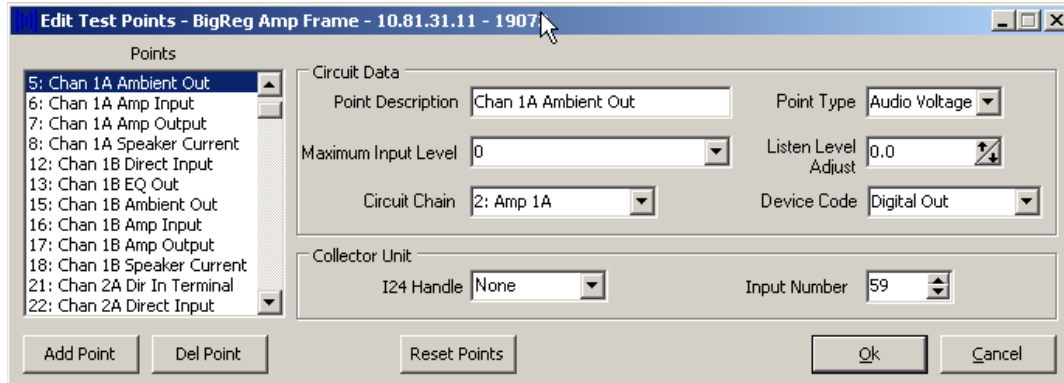 Edit Test Points - BigReg Amp Frame - 10.81.31.11 - 1907
Points
5: Chan 1A Ambient Out
6: Chan 1A Amp Input
7: Chan 1A Amp Output
8: Chan 1A Speaker Current
12: Chan 1B Direct Input
13: Chan 1B EQ Out
15: Chan 1B Ambient Out
16: Chan 1B Amp Input
17: Chan 1B Amp Output
18: Chan 1B Speaker Current
21: Chan 2A Dir In Terminal
22: Chan 2A Direct Input
Circuit Data
Point Description Chan 1A Ambient Out Point Type Audio Voltage
Maximum Input Level 0 Listen Level Adjust 0.0
Circuit Chain 2: Amp 1A Device Code Digital Out
Collector Unit
I24 Handle None Input Number 59
Add Point Del Point Reset Points Ok Cancel